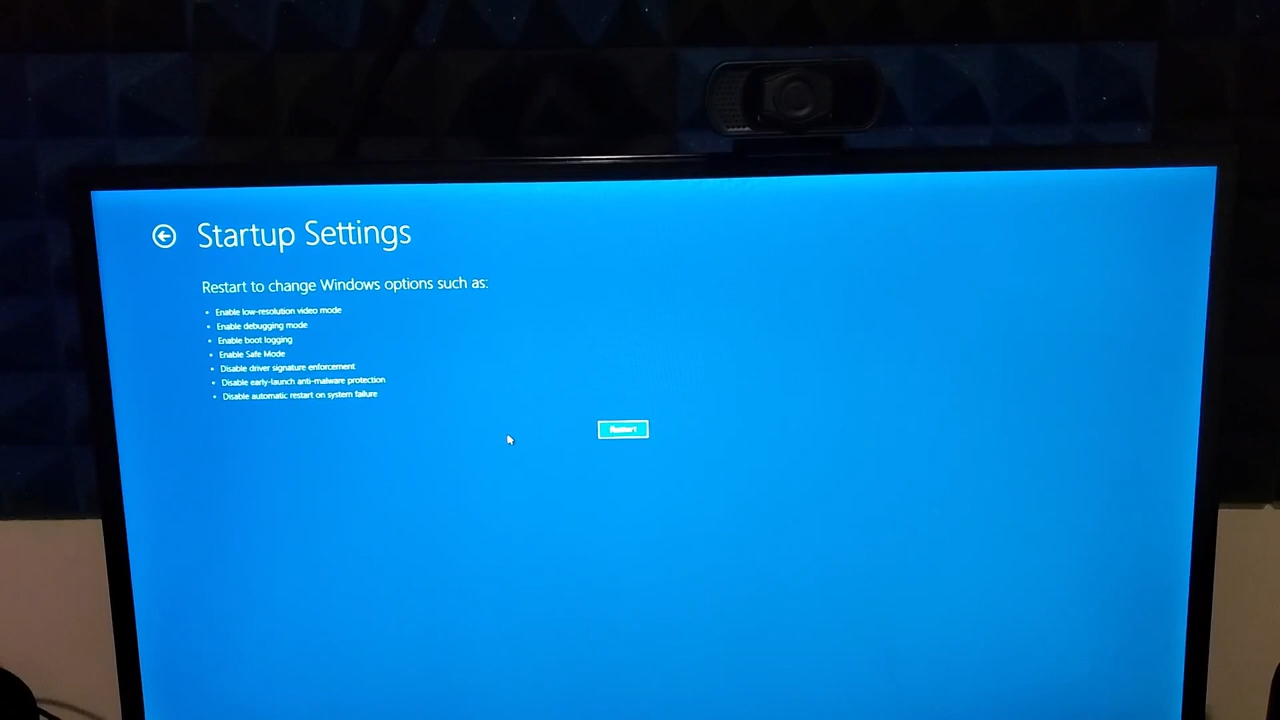 Startup Settings
Restart to change Windows options such as:
• Enable low-resolution video mode
• Enable debugging mode
• Enable boot logging
• Enable Safe Mode
• Disable driver signature enforcement
• Disable early-launch anti-malware protection
• Disable automatic restart on system failure
Restart